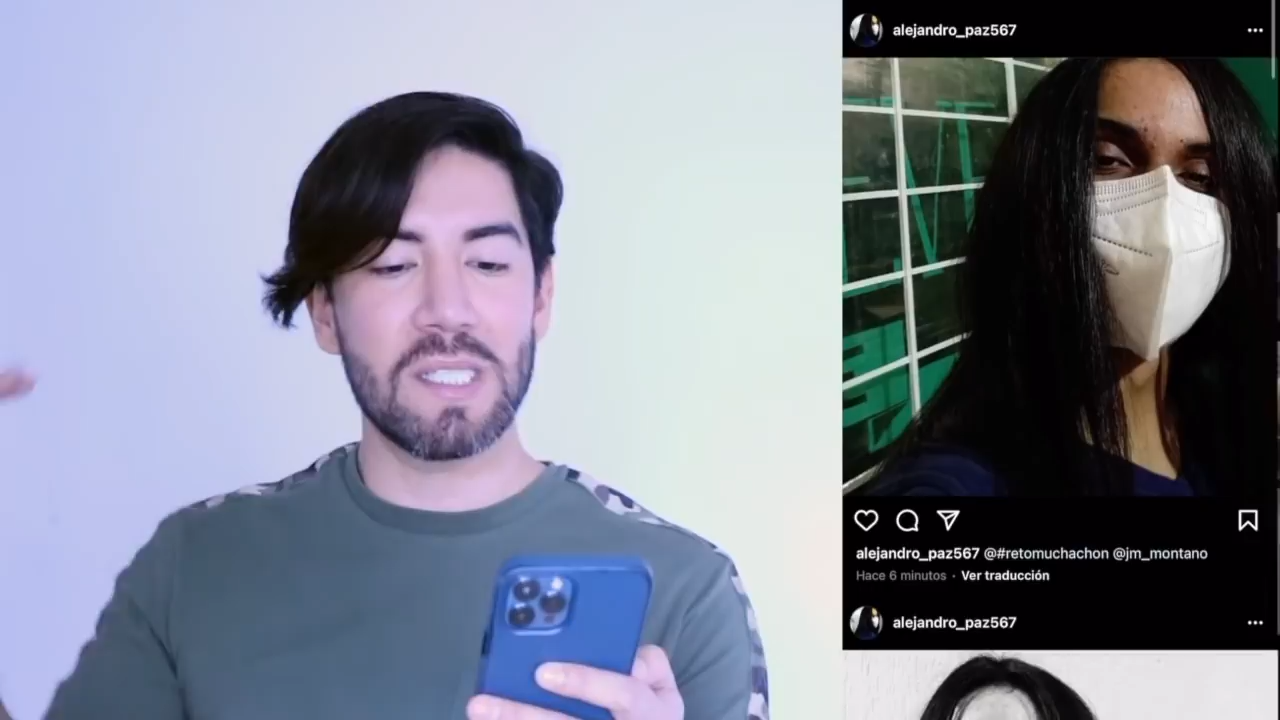 alejandro_paz567
alejandro_paz567 @#retomuchachon @jm_montano
Hace 6 minutos · Ver traducción
alejandro_paz567